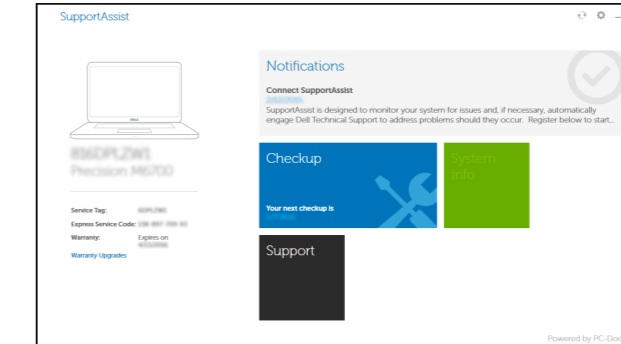 SupportAssist
Notifications
Connect SupportAssist
SupportAssist is designed to monitor your system for issues and, if necessary, automatically
engage Dell Technical Support to address problems should they occur. Register below to start...
DELL
Precision M6700
Checkup
System
Info
Your next checkup is
Service Tag:
Express Service Code:
Warranty: Expires on
Warranty Upgrades
Support
Powered by PC-Doc